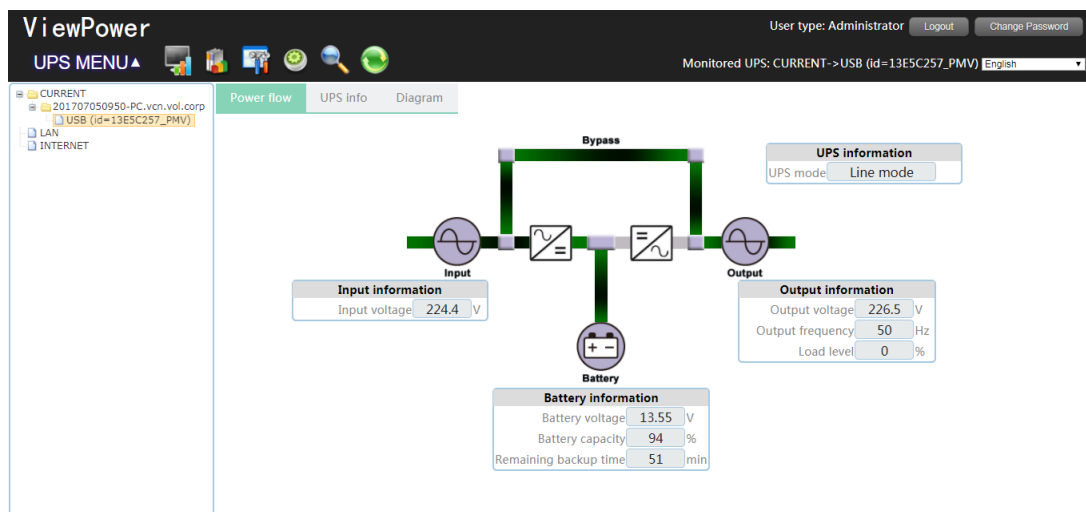 ViewPower
User type: Administrator Logout Change Password
UPS MENU▲
Monitored UPS: CURRENT->USB (id=13E5C257_PMV) English
CURRENT
201707050950-PC.vcn.vol.corp
USB (id=13E5C257_PMV)
LAN
INTERNET
Power flow UPS info Diagram
Bypass
UPS information
UPS mode Line mode
Input
Output
Input information
Input voltage 224.4 V
Output information
Output voltage 226.5 V
Output frequency 50 Hz
Load level 0 %
Battery
Battery information
Battery voltage 13.55 V
Battery capacity 94 %
Remaining backup time 51 min